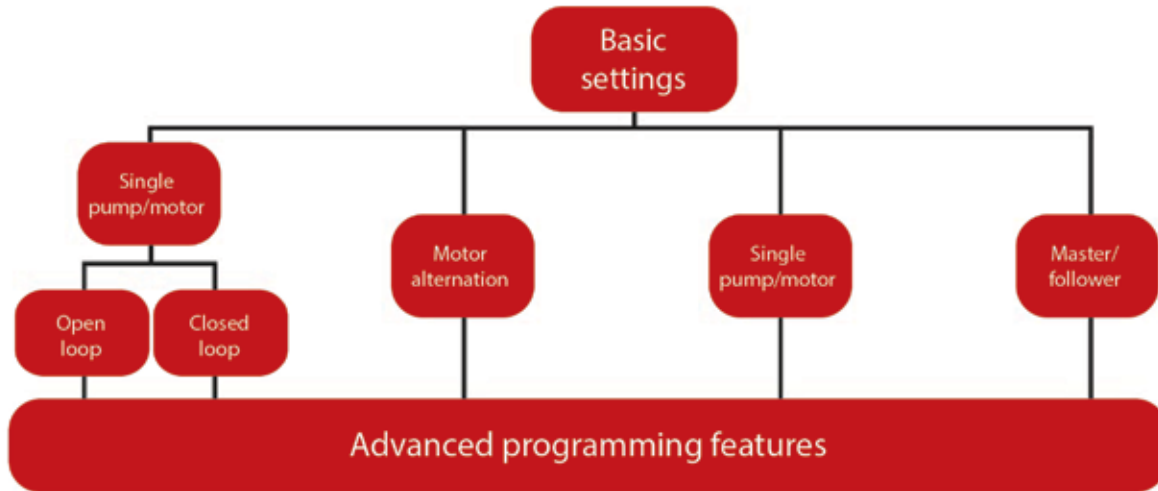 Basic
settings
Single
pump/motor
Motor
alternation
Single
pump/motor
Master/
follower
Open
loop
Closed
loop
Advanced programming features